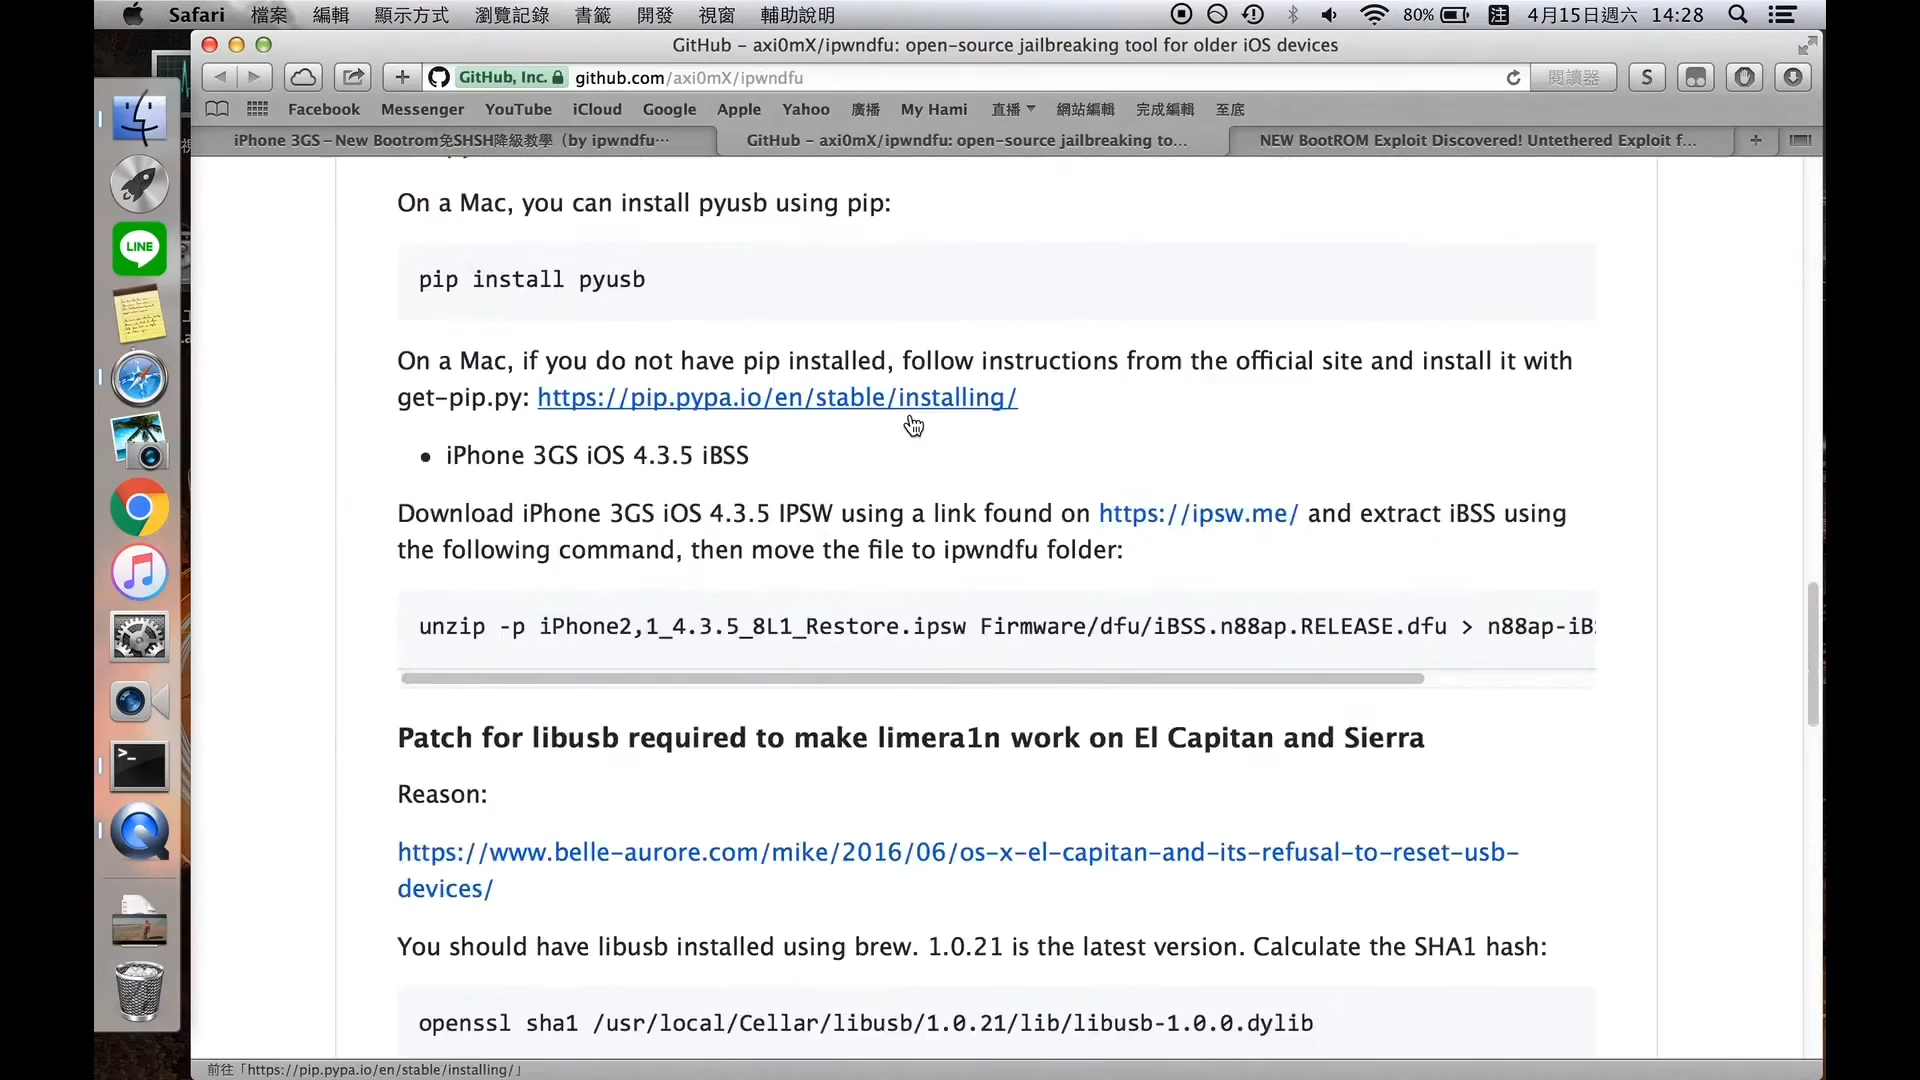 Safari 檔案 編輯 顯示方式 瀏覽記錄 書籤 開發 視窗 輔助說明 80% 注 4月15日週六 14:28
GitHub - axi0mX/ipwndfu: open-source jailbreaking tool for older iOS devices
GitHub, Inc. github.com/axi0mX/ipwndfu 閱讀器 S
Facebook Messenger YouTube iCloud Google Apple Yahoo 廣播 My Hami 直播 網站編輯 完成編輯 至底
iPhone 3GS－New Bootrom免SHSH降級教學（by ipwndfu… GitHub - axi0mX/ipwndfu: open-source jailbreaking to... NEW BootROM Exploit Discovered! Untethered Exploit f...
On a Mac, you can install pyusb using pip:
pip install pyusb
On a Mac, if you do not have pip installed, follow instructions from the official site and install it with
get-pip.py: https://pip.pypa.io/en/stable/installing/
• iPhone 3GS iOS 4.3.5 iBSS
Download iPhone 3GS iOS 4.3.5 IPSW using a link found on https://ipsw.me/ and extract iBSS using
the following command, then move the file to ipwndfu folder:
unzip -p iPhone2,1_4.3.5_8L1_Restore.ipsw Firmware/dfu/iBSS.n88ap.RELEASE.dfu > n88ap-iB
Patch for libusb required to make limera1n work on El Capitan and Sierra
Reason:
https://www.belle-aurore.com/mike/2016/06/os-x-el-capitan-and-its-refusal-to-reset-usb-
devices/
You should have libusb installed using brew. 1.0.21 is the latest version. Calculate the SHA1 hash:
openssl sha1 /usr/local/Cellar/libusb/1.0.21/lib/libusb-1.0.0.dylib
前往「https://pip.pypa.io/en/stable/installing/」
LINE